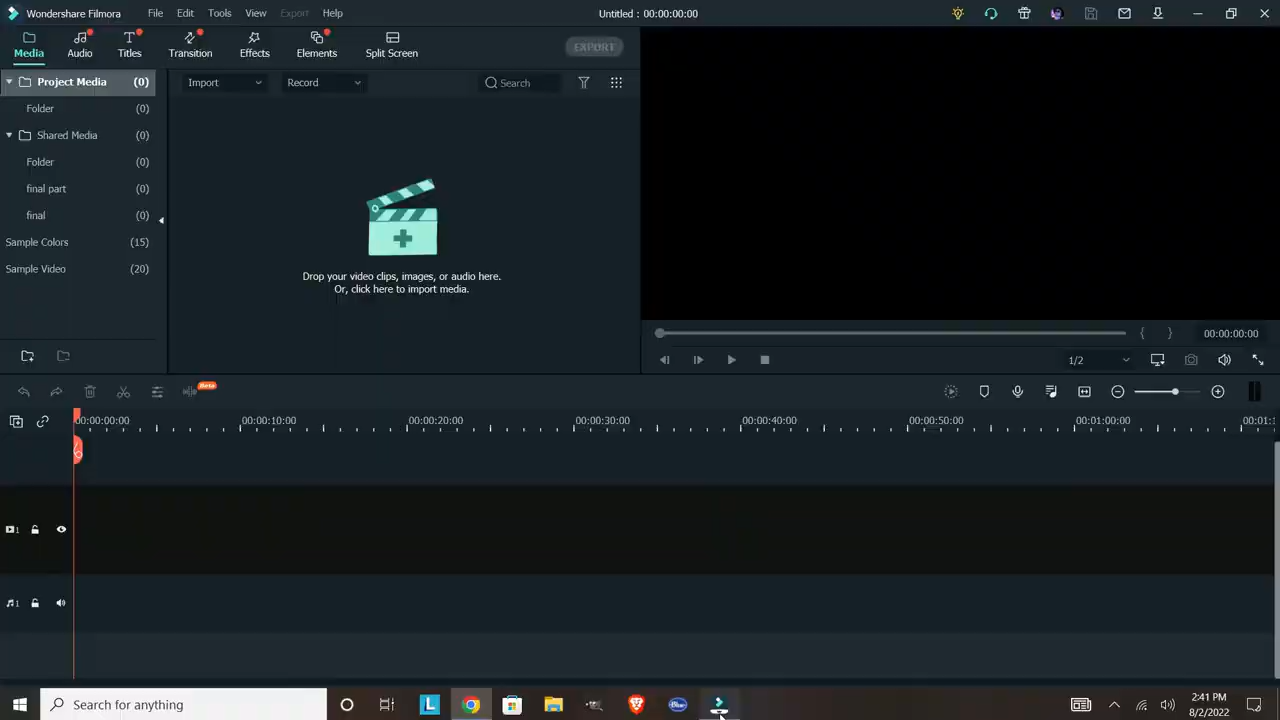 Wondershare Filmora File Edit Tools View Export Help Untitled : 00:00:00:00
Media Audio Titles Transition Effects Elements Split Screen EXPORT
Project Media (0)
Folder (0)
Shared Media (0)
Folder (0)
final part (0)
final (0)
Sample Colors (15)
Sample Video (20)
Import Record Search
Drop your video clips, images, or audio here.
Or, click here to import media.
{ } 00:00:00:00
1/2
Beta
00:00:00:00 00:00:10:00 00:00:20:00 00:00:30:00 00:00:40:00 00:00:50:00 00:01:00:00 00:01:1
1
1
Search for anything
L
Blue
2:41 PM
8/2/2022